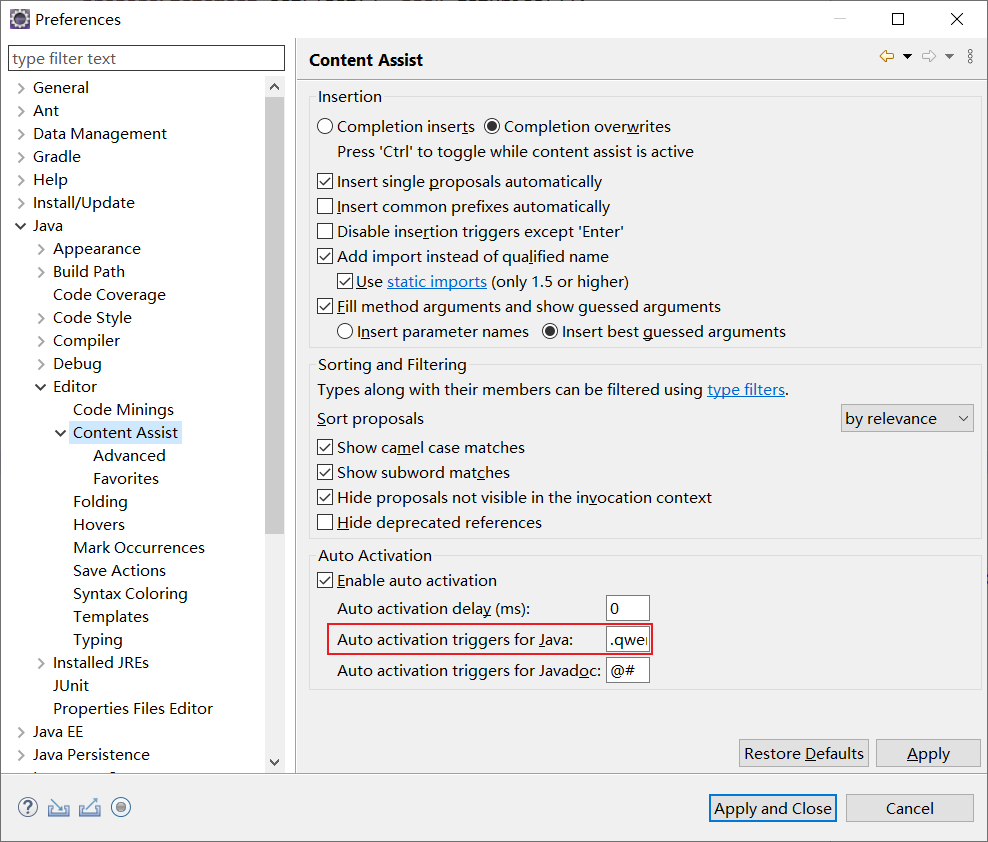 Preferences
type filter text
General
Ant
Data Management
Gradle
Help
Install/Update
Java
Appearance
Build Path
Code Coverage
Code Style
Compiler
Debug
Editor
Code Minings
Content Assist
Advanced
Favorites
Folding
Hovers
Mark Occurrences
Save Actions
Syntax Coloring
Templates
Typing
Installed JREs
JUnit
Properties Files Editor
Java EE
Java Persistence
Content Assist
Insertion
Completion inserts Completion overwrites
Press 'Ctrl' to toggle while content assist is active
Insert single proposals automatically
Insert common prefixes automatically
Disable insertion triggers except 'Enter'
Add import instead of qualified name
Use static imports (only 1.5 or higher)
Fill method arguments and show guessed arguments
Insert parameter names Insert best guessed arguments
Sorting and Filtering
Types along with their members can be filtered using type filters.
Sort proposals by relevance
Show camel case matches
Show subword matches
Hide proposals not visible in the invocation context
Hide deprecated references
Auto Activation
Enable auto activation
Auto activation delay (ms): 0
Auto activation triggers for Java: .qwe
Auto activation triggers for Javadoc: @#
Restore Defaults Apply
Apply and Close Cancel